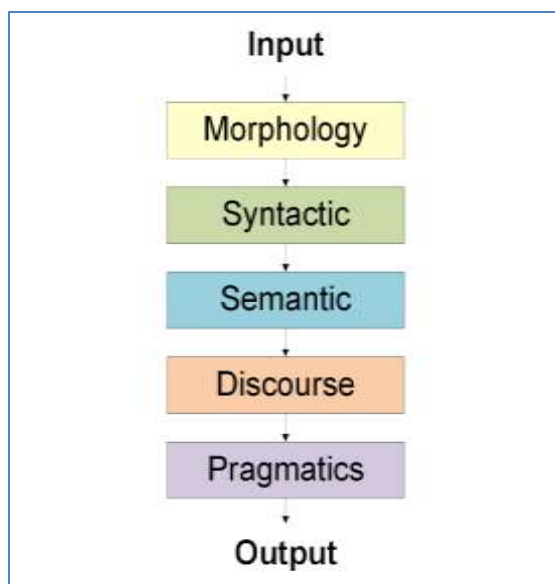 Input
Morphology
Syntactic
Semantic
Discourse
Pragmatics
Output